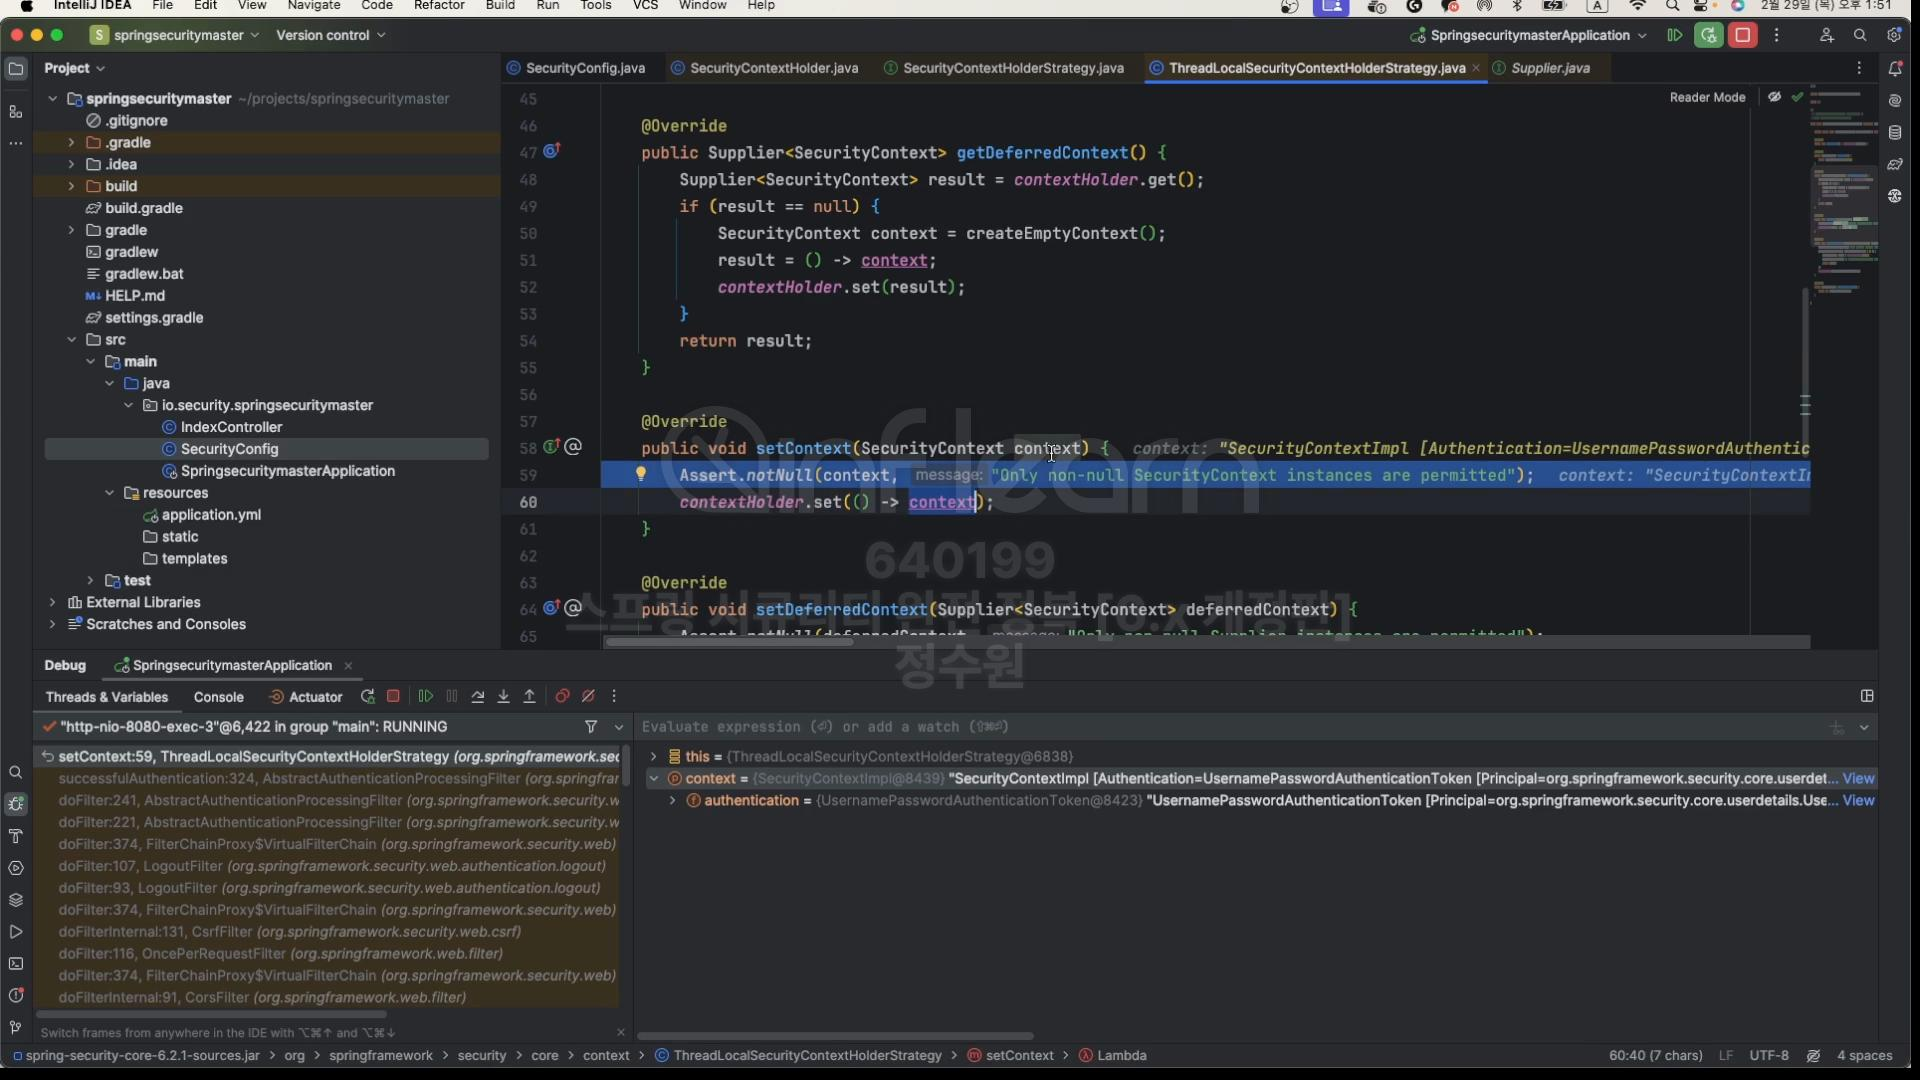 IntelliJ IDEA File Edit View Navigate Code Refactor Build Run Tools VCS Window Help A 2월 29일 (목) 오후 1:51
S springsecuritymaster Version control SpringsecuritymasterApplication
Project
SecurityConfig.java SecurityContextHolder.java SecurityContextHolderStrategy.java ThreadLocalSecurityContextHolderStrategy.java Supplier.java
Reader Mode
springsecuritymaster ~/projects/springsecuritymaster
.gitignore
.gradle
.idea
build
build.gradle
gradle
gradlew
gradlew.bat
M↓ HELP.md
settings.gradle
src
main
java
io.security.springsecuritymaster
IndexController
SecurityConfig
SpringsecuritymasterApplication
resources
application.yml
static
templates
test
External Libraries
Scratches and Consoles
45
46 @Override
47 public Supplier<SecurityContext> getDeferredContext() {
48 Supplier<SecurityContext> result = contextHolder.get();
49 if (result == null) {
50 SecurityContext context = createEmptyContext();
51 result = () -> context;
52 contextHolder.set(result);
53 }
54 return result;
55 }
56
57 @Override
58 public void setContext(SecurityContext context) { context: "SecurityContextImpl [Authentication=UsernamePasswordAuthentic
59 Assert.notNull(context, message: "Only non-null SecurityContext instances are permitted"); context: "SecurityContextI
60 contextHolder.set(() -> context);
61 }
62
63 @Override
64 public void setDeferredContext(Supplier<SecurityContext> deferredContext) {
65 Assert.notNull(deferredContext, message: "Only non-null Supplier instances are permitted");
inflearn
640199
스프링 시큐리티 완전 정복 [6.x 개정판]
정수원
Debug SpringsecuritymasterApplication
Threads & Variables Console Actuator
"http-nio-8080-exec-3"@6,422 in group "main": RUNNING
setContext:59, ThreadLocalSecurityContextHolderStrategy (org.springframework.sec
successfulAuthentication:324, AbstractAuthenticationProcessingFilter (org.springfrar
doFilter:241, AbstractAuthenticationProcessingFilter (org.springframework.security.w
doFilter:221, AbstractAuthenticationProcessingFilter (org.springframework.security.w
doFilter:374, FilterChainProxy$VirtualFilterChain (org.springframework.security.web)
doFilter:107, LogoutFilter (org.springframework.security.web.authentication.logout)
doFilter:93, LogoutFilter (org.springframework.security.web.authentication.logout)
doFilter:374, FilterChainProxy$VirtualFilterChain (org.springframework.security.web)
doFilterInternal:131, CsrfFilter (org.springframework.security.web.csrf)
doFilter:116, OncePerRequestFilter (org.springframework.web.filter)
doFilter:374, FilterChainProxy$VirtualFilterChain (org.springframework.security.web)
doFilterInternal:91, CorsFilter (org.springframework.web.filter)
Switch frames from anywhere in the IDE with ⌥⌘↑ and ⌥⌘↓
Evaluate expression (⏎) or add a watch (⇧⌘⏎)
this = {ThreadLocalSecurityContextHolderStrategy@6838}
context = {SecurityContextImpl@8439} "SecurityContextImpl [Authentication=UsernamePasswordAuthenticationToken [Principal=org.springframework.security.core.userdet... View
authentication = {UsernamePasswordAuthenticationToken@8423} "UsernamePasswordAuthenticationToken [Principal=org.springframework.security.core.userdetails.Use... View
spring-security-core-6.2.1-sources.jar > org > springframework > security > core > context > ThreadLocalSecurityContextHolderStrategy > setContext > Lambda 60:40 (7 chars) LF UTF-8 4 spaces